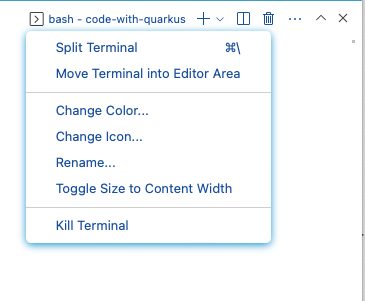 bash - code-with-quarkus
Split Terminal ⌘\
Move Terminal into Editor Area
Change Color...
Change Icon...
Rename...
Toggle Size to Content Width
Kill Terminal